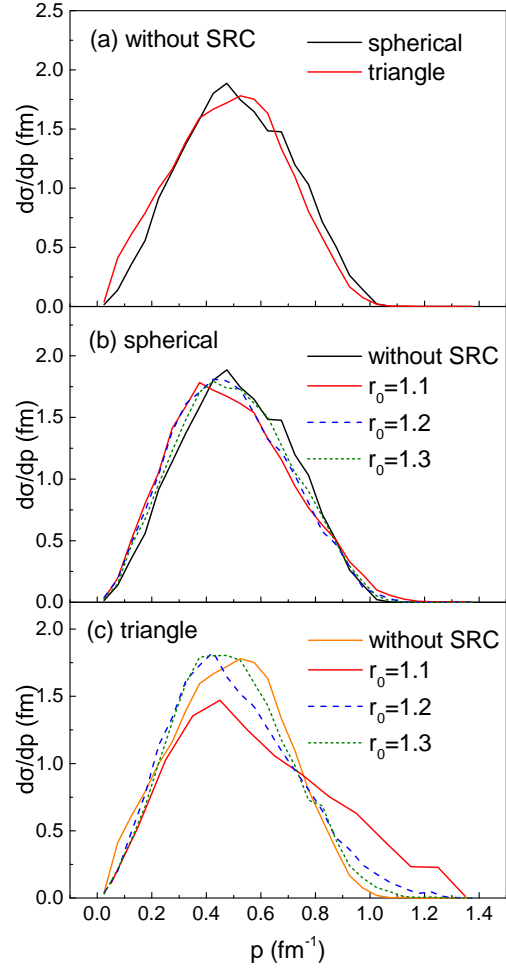 2.5
(a) without SRC
spherical
triangle
2.0
1.5
1.0
0.5
0.0
dσ/dp (fm)
(b) spherical
without SRC
r₀=1.1
r₀=1.2
r₀=1.3
2.0
1.5
1.0
0.5
0.0
dσ/dp (fm)
(c) triangle
without SRC
r₀=1.1
r₀=1.2
r₀=1.3
2.0
1.5
1.0
0.5
0.0
dσ/dp (fm)
0.0 0.2 0.4 0.6 0.8 1.0 1.2 1.4
p (fm⁻¹)